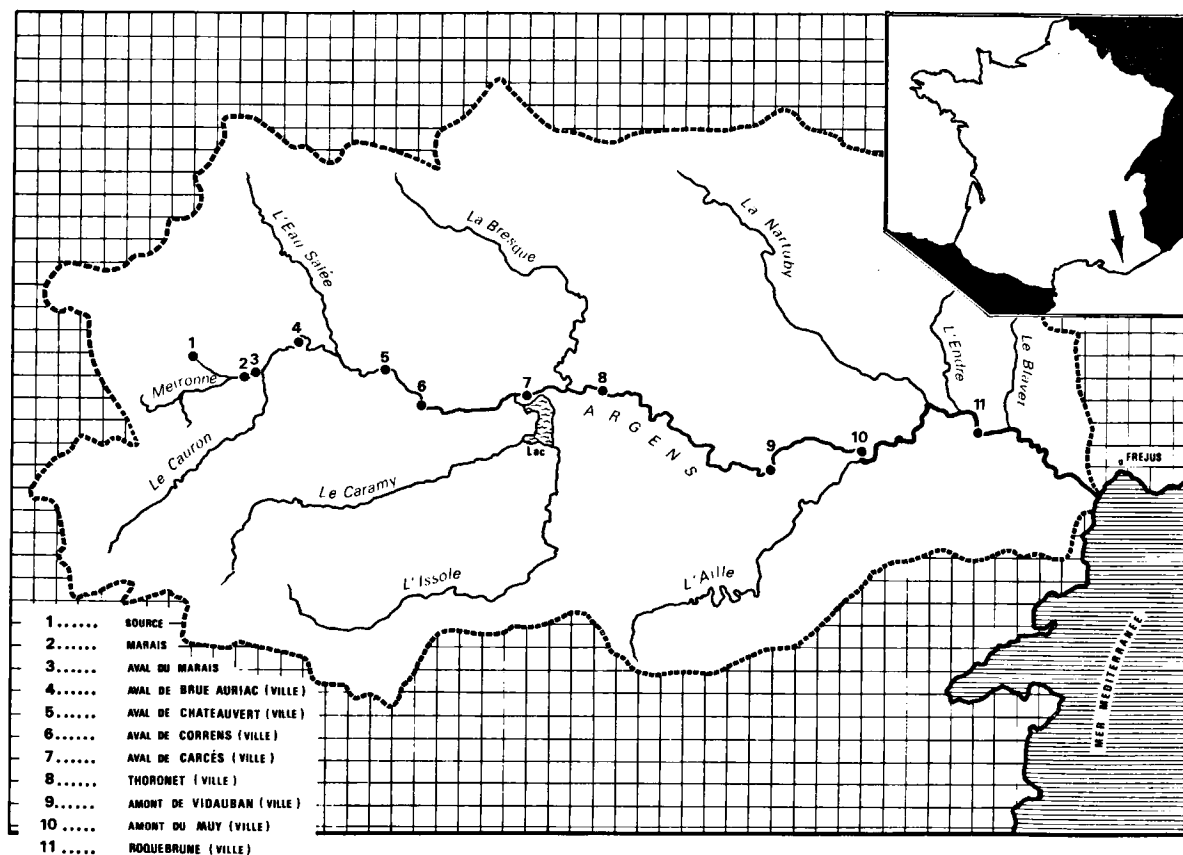 1
2
3
4
5
6
7
8
9
10
11
Meironne
Le Cauron
L'Eau Salée
La Bresque
La Nartuby
L'Endre
Le Blavet
ARGENS
Lac
Le Caramy
L'Issole
L'Aille
FREJUS
MER MEDITERRANÉE
1...... SOURCE
2...... MARAIS
3...... AVAL DU MARAIS
4...... AVAL DE BRUE AURIAC (VILLE)
5...... AVAL DE CHATEAUVERT (VILLE)
6...... AVAL DE CORRENS (VILLE)
7...... AVAL DE CARCÉS (VILLE)
8...... THORONET (VILLE)
9...... AMONT DE VIDAUBAN (VILLE)
10..... AMONT DU MUY (VILLE)
11..... ROQUEBRUNE (VILLE)